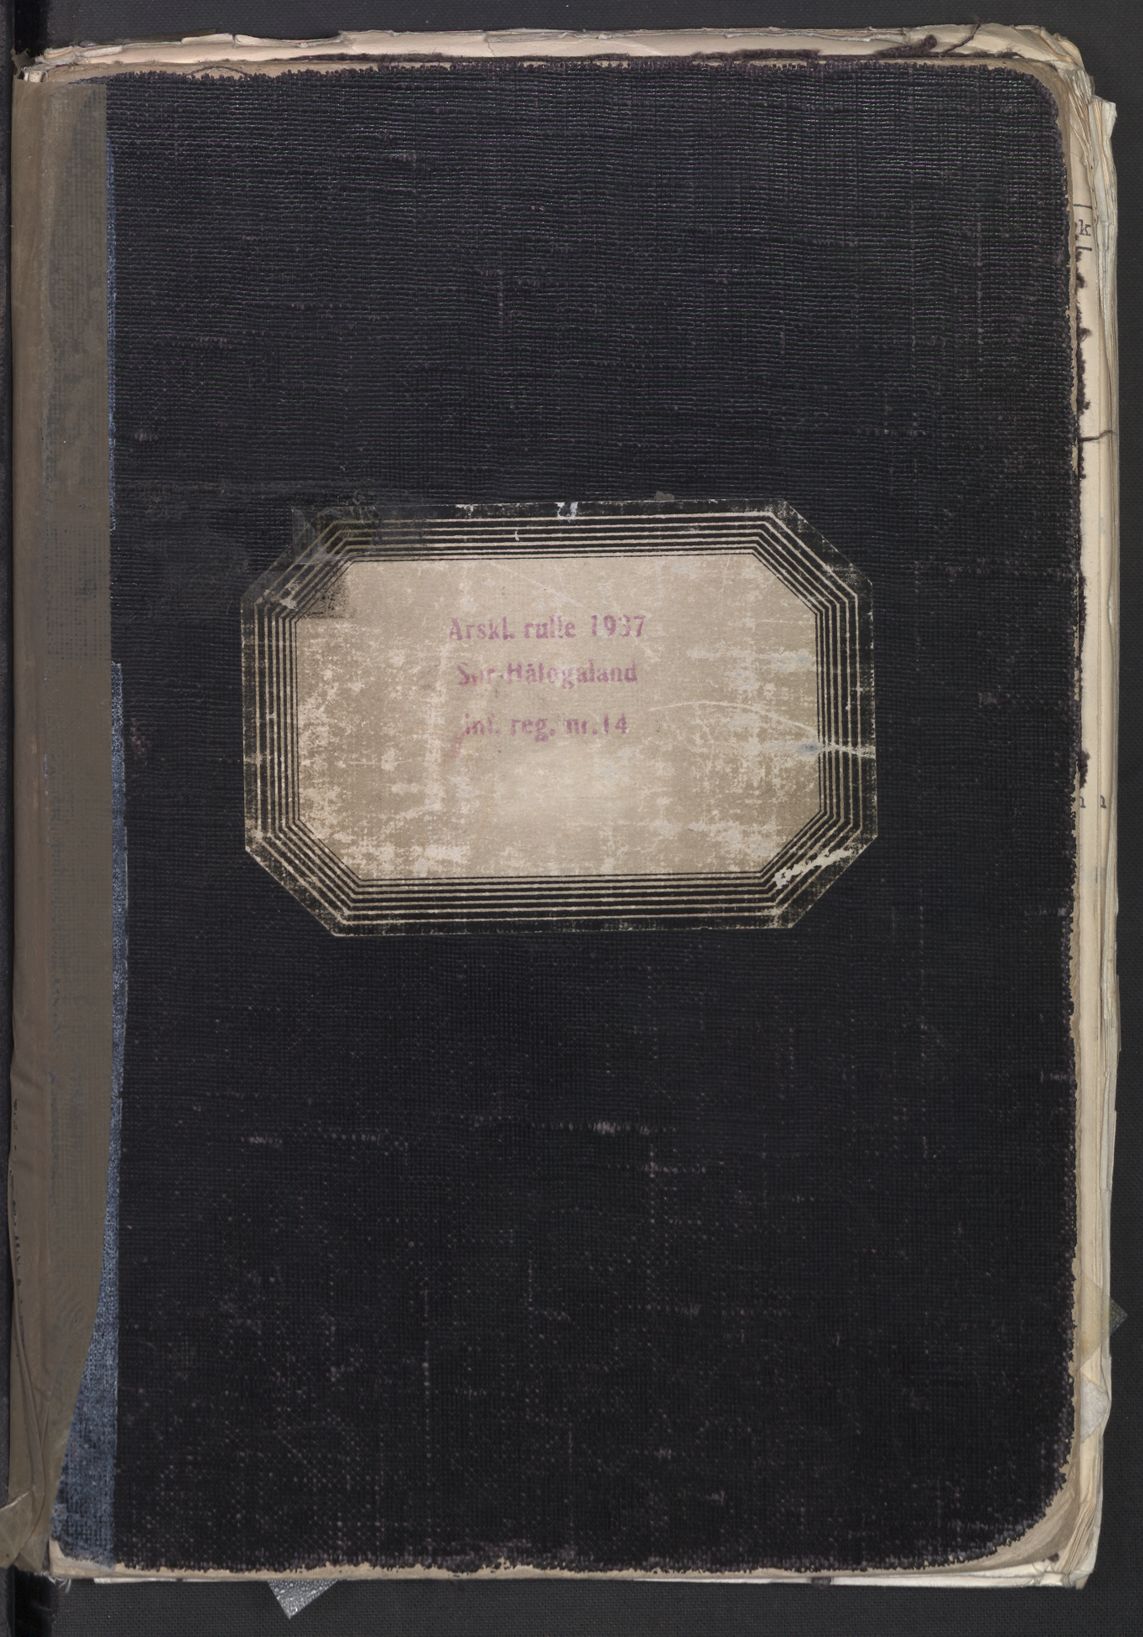 Årskl. rulle 1937
Sør-Hålogaland
inf. reg. nr. 14
k